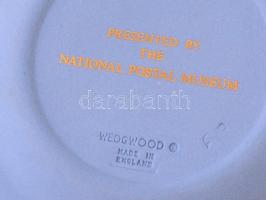 PRESENTED BY
THE
NATIONAL POSTAL MUSEUM
darabanth
WEDGWOOD ©
MADE IN
ENGLAND